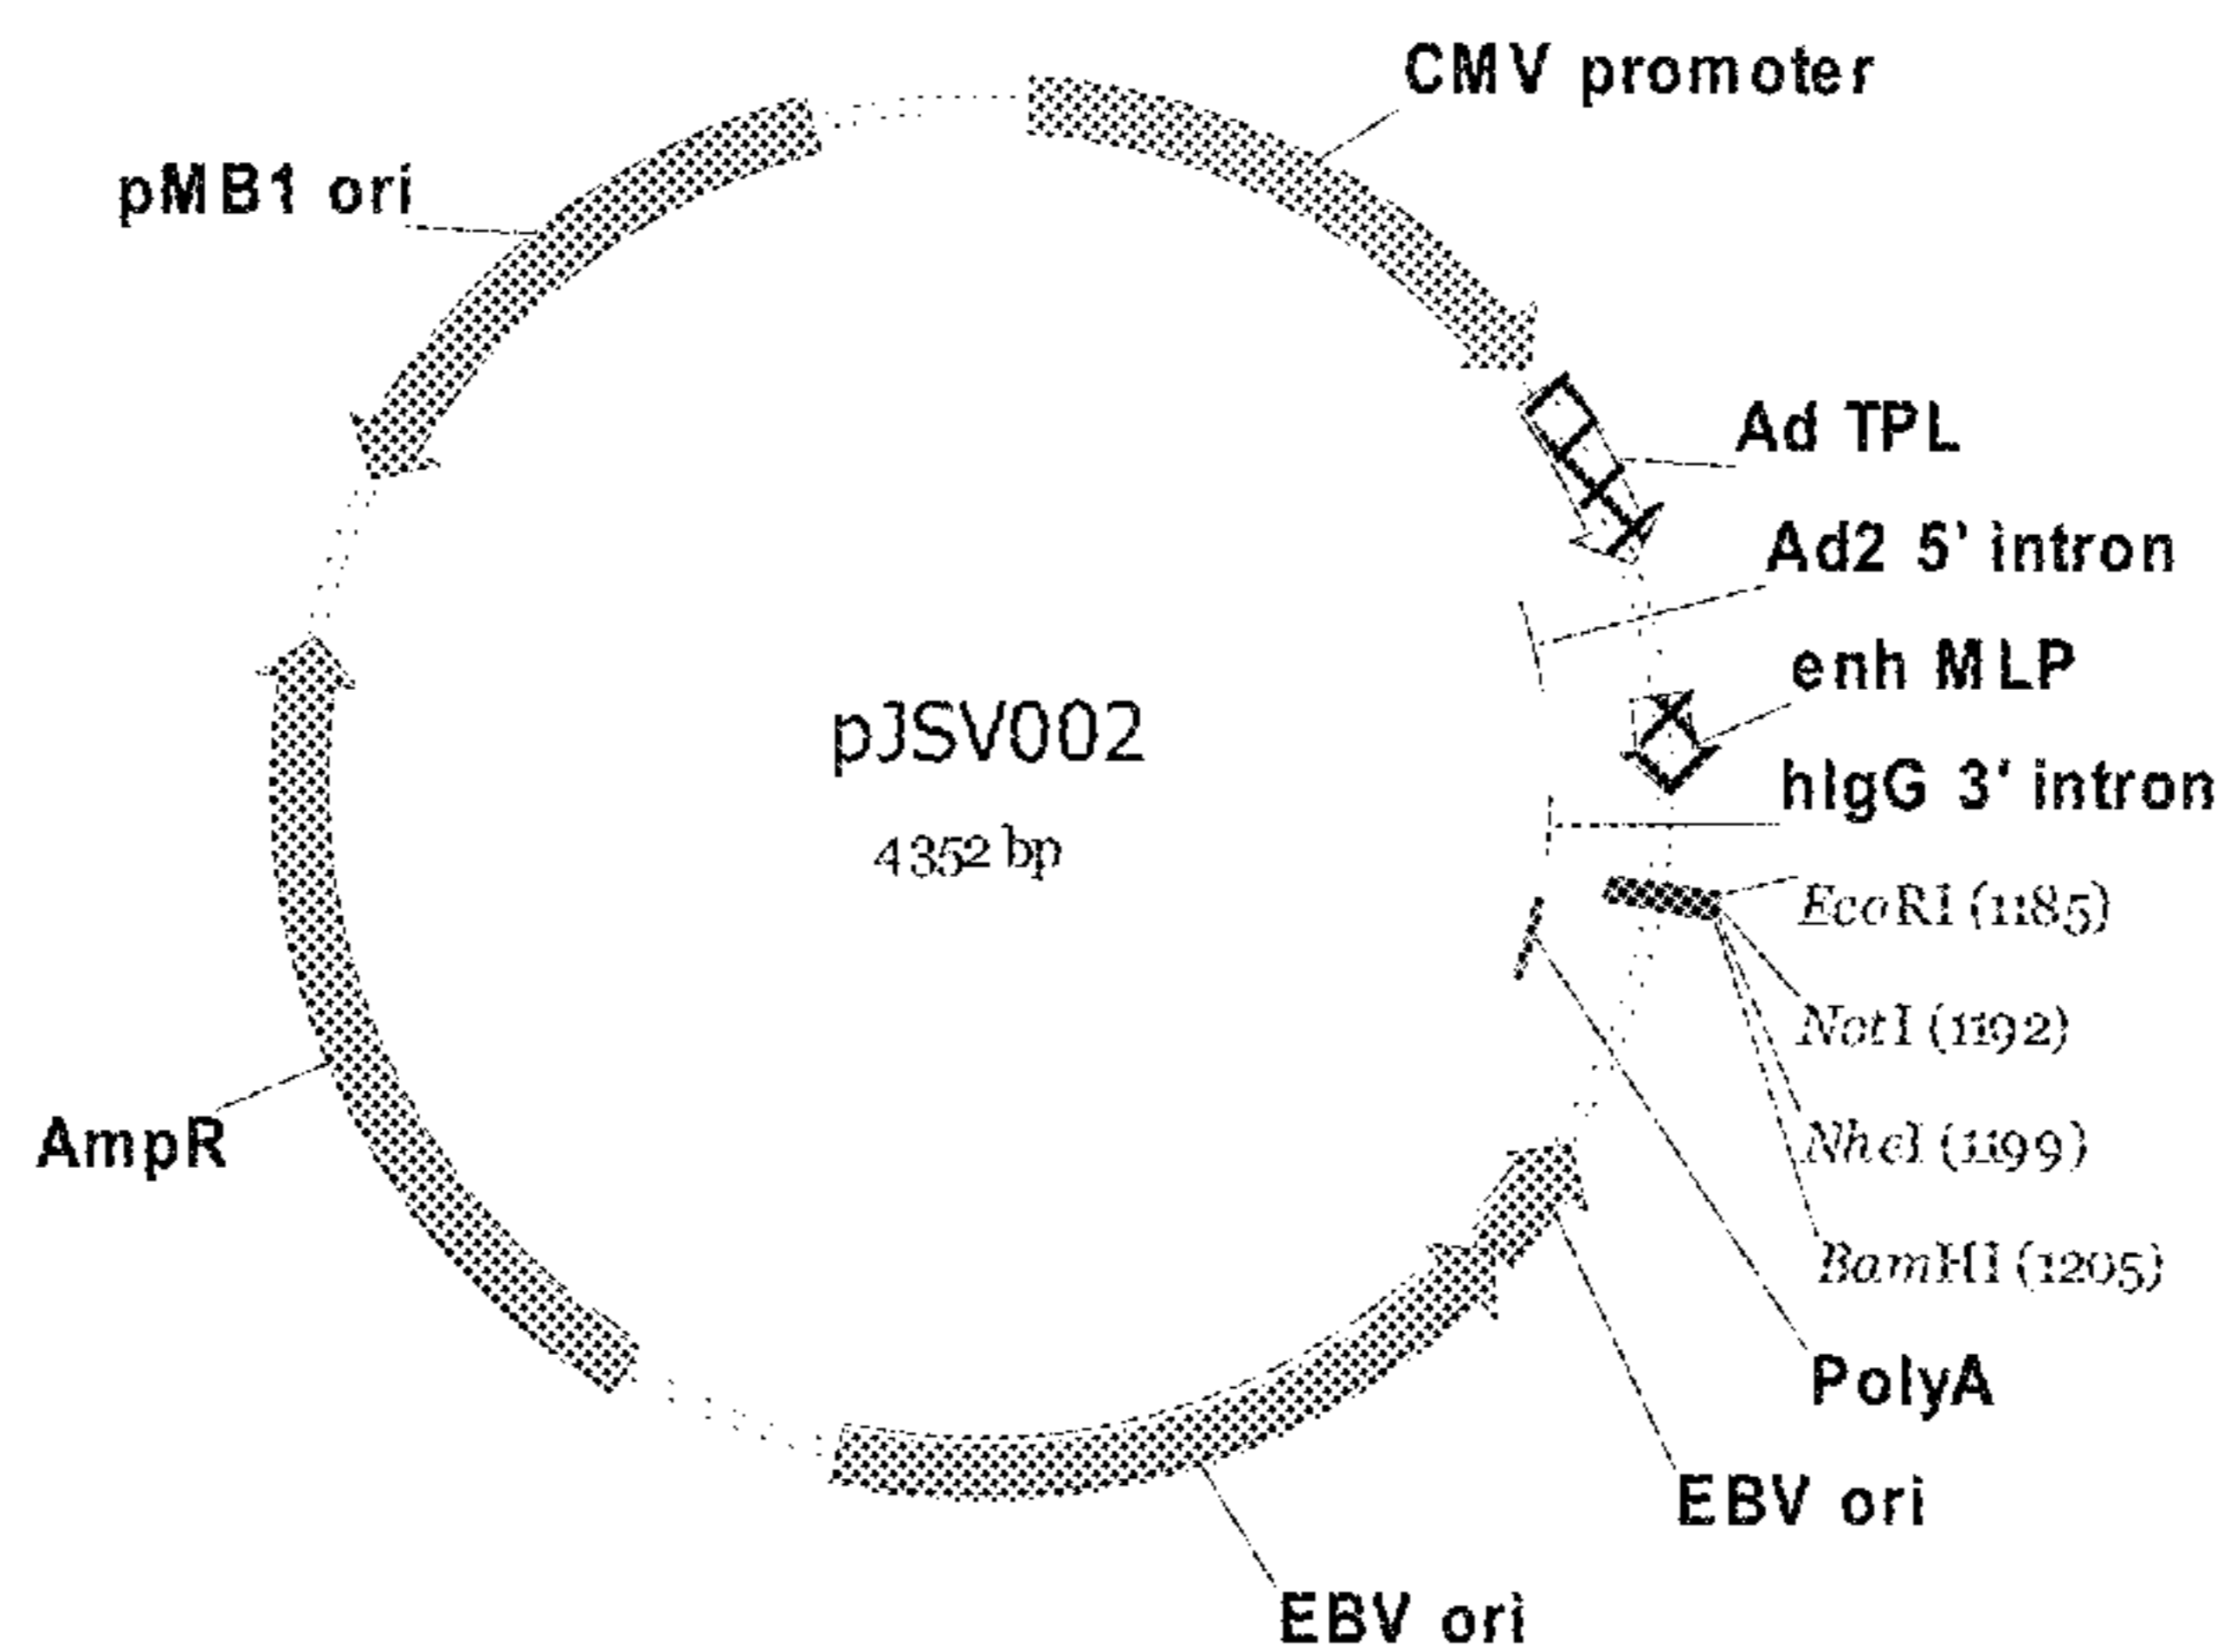 CMV promoter
pMB1 ori
Ad TPL
Ad2 5' intron
enh MLP
pJSV002
hIgG 3' intron
4352 bp
EcoRI (1185)
NotI (1192)
NheI (1199)
AmpR
BamHI (1205)
PolyA
EBV ori
EBV ori